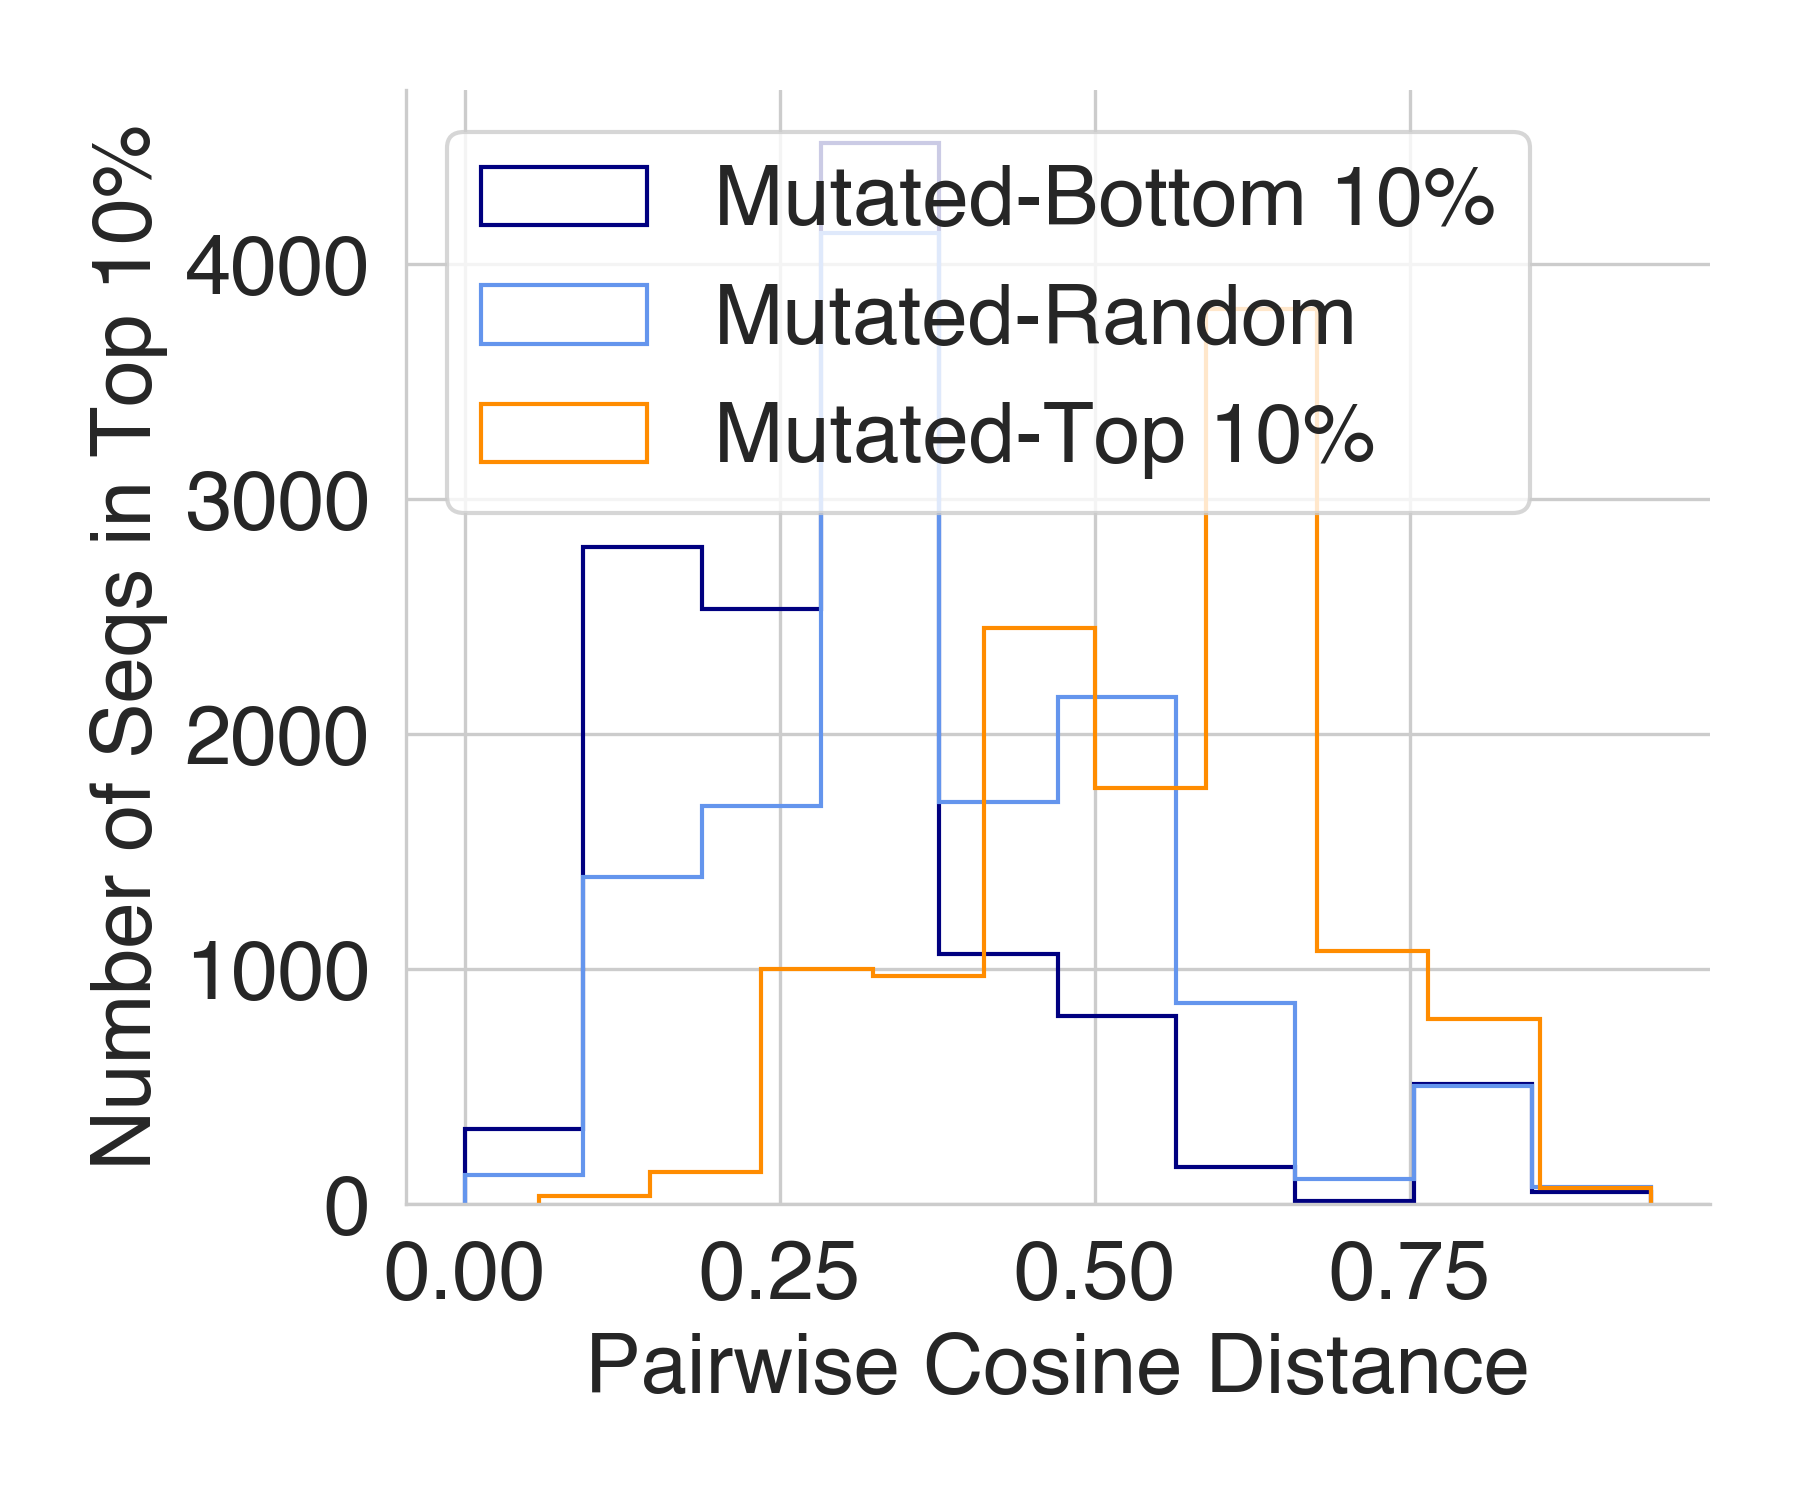 Number of Seqs in Top 10%
4000
3000
2000
1000
0
Mutated-Bottom 10%
Mutated-Random
Mutated-Top 10%
0.00 0.25 0.50 0.75
Pairwise Cosine Distance